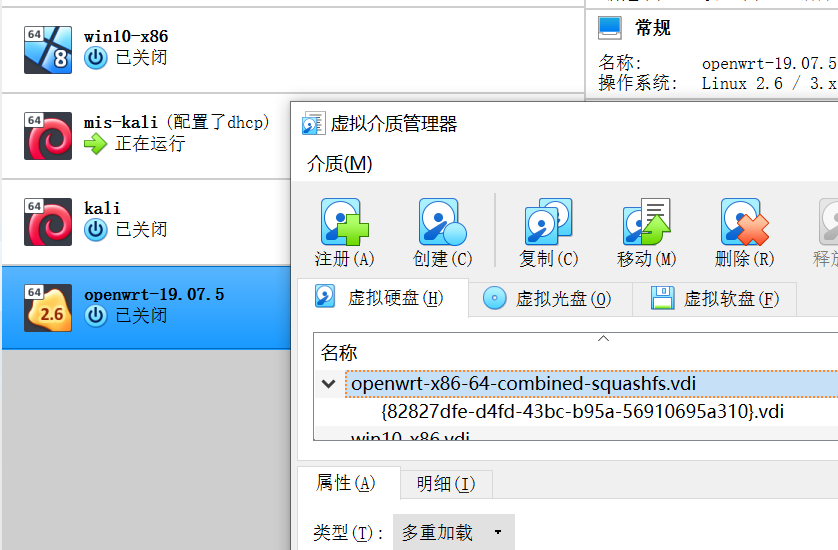 64
8
win10-x86
已关闭
64
mis-kali (配置了dhcp)
正在运行
64
kali
已关闭
64
2.6
openwrt-19.07.5
已关闭
常规
名称: openwrt-19.07.5
操作系统: Linux 2.6 / 3.x
虚拟介质管理器
介质(M)
注册(A) 创建(C) 复制(C) 移动(M) 删除(R) 释放
虚拟硬盘(H) 虚拟光盘(O) 虚拟软盘(F)
名称
openwrt-x86-64-combined-squashfs.vdi
{82827dfe-d4fd-43bc-b95a-56910695a310}.vdi
win10-x86.vdi
属性(A) 明细(I)
类型(T): 多重加载